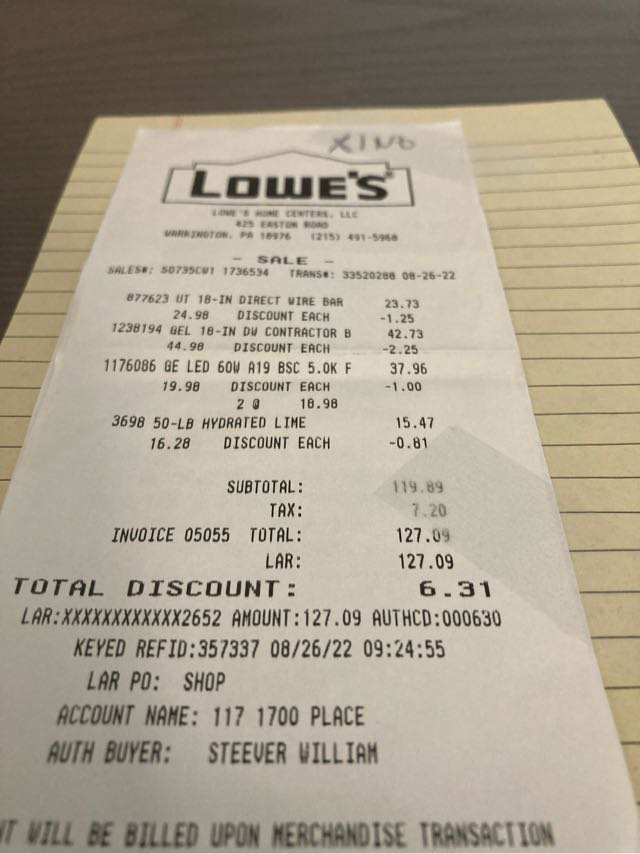 LOWE'S
LOWE'S HOME CENTERS, LLC
425 EASTON ROAD
WARRINGTON, PA 18976 (215) 491-5968
- SALE -
SALES#: S0735CW1 1736534 TRANS#: 33520288 08-26-22
877623 UT 18-IN DIRECT WIRE BAR 23.73
24.98 DISCOUNT EACH -1.25
1238194 GEL 18-IN DW CONTRACTOR B 42.73
44.98 DISCOUNT EACH -2.25
1176086 GE LED 60W A19 BSC 5.0K F 37.96
19.98 DISCOUNT EACH -1.00
2 @ 18.98
3698 50-LB HYDRATED LIME 15.47
16.28 DISCOUNT EACH -0.81
SUBTOTAL: 119.89
TAX: 7.20
INVOICE 05055 TOTAL: 127.09
LAR: 127.09
TOTAL DISCOUNT: 6.31
LAR:XXXXXXXXXXXX2652 AMOUNT:127.09 AUTHCD:000630
KEYED REFID:357337 08/26/22 09:24:55
LAR PO: SHOP
ACCOUNT NAME: 117 1700 PLACE
AUTH BUYER: STEEVER WILLIAM
WILL BE BILLED UPON MERCHANDISE TRANSACTION